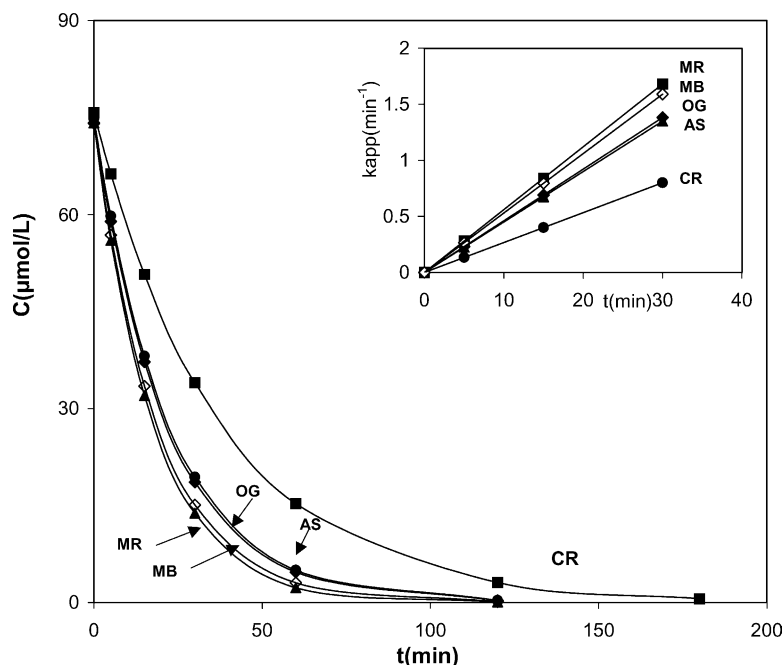 90
60
30
0
C(µmol/L)
0
50
100
150
200
t(min)
OG
AS
MR
MB
CR
2
1.5
1
0.5
0
kapp(min⁻¹)
0
10
20
t(min)
30
40
MR
MB
OG
AS
CR